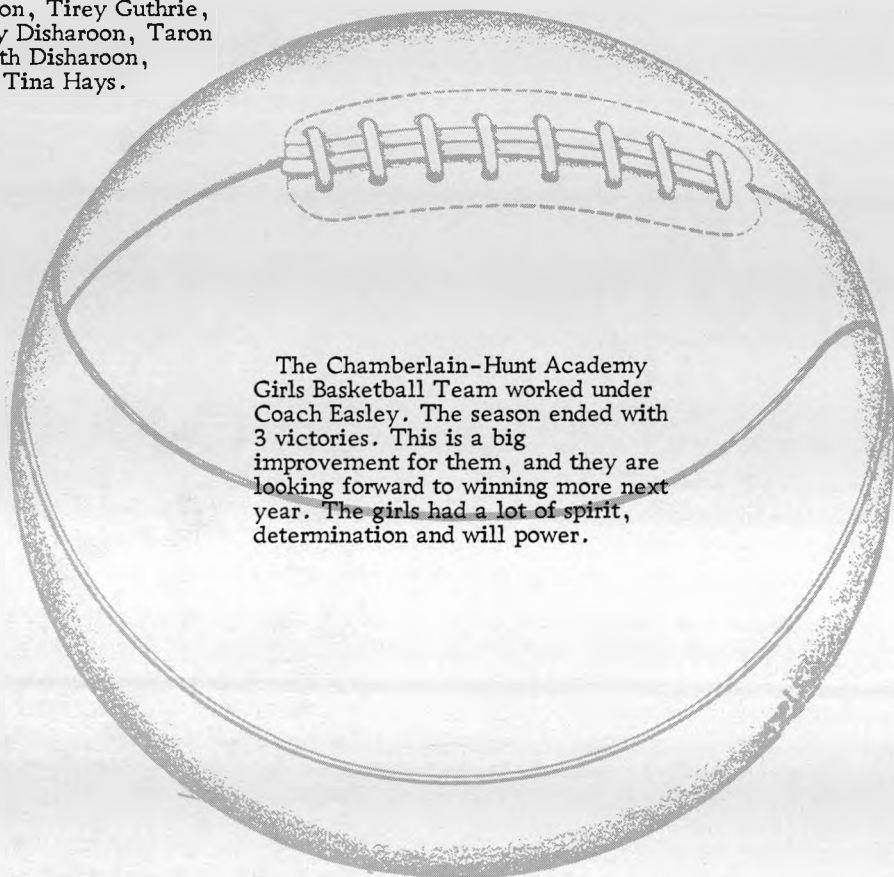 on, Tirey Guthrie,
y Disharoon, Taron
th Disharoon,
Tina Hays.
The Chamberlain-Hunt Academy
Girls Basketball Team worked under
Coach Easley. The season ended with
3 victories. This is a big
improvement for them, and they are
looking forward to winning more next
year. The girls had a lot of spirit,
determination and will power.